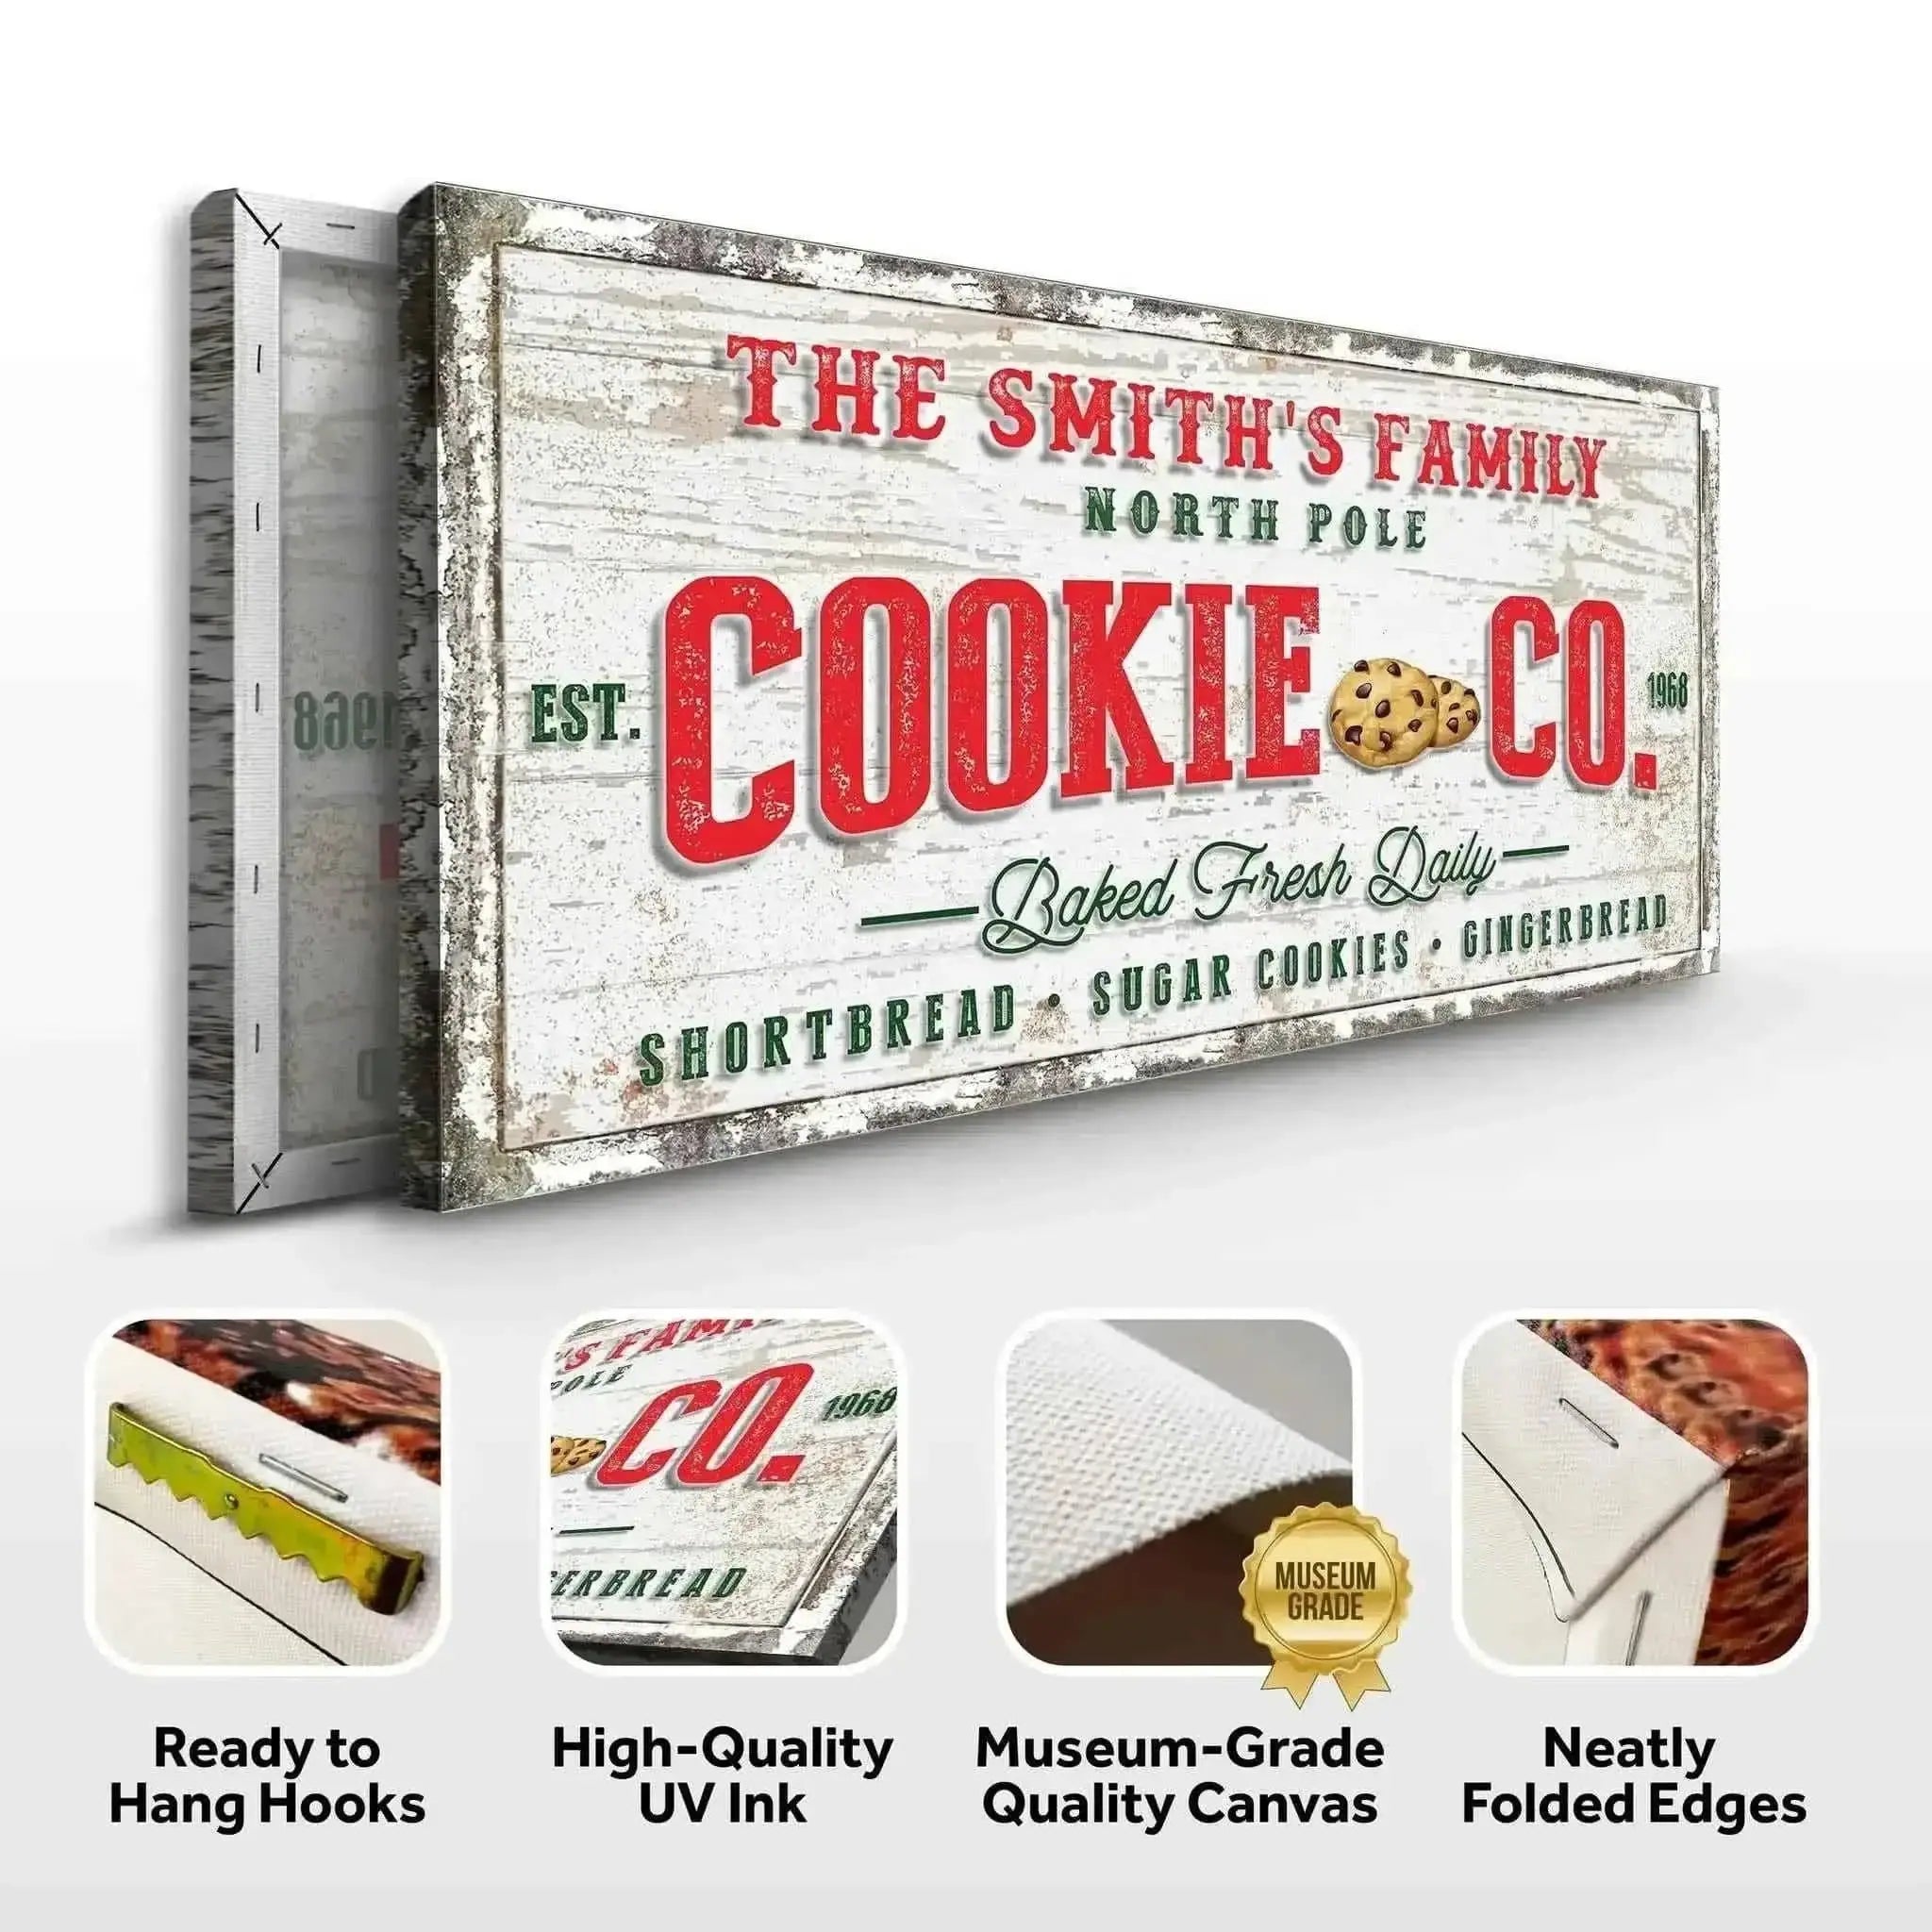 THE SMITH'S FAMILY
NORTH POLE
EST. COOKIE CO. 1968
Baked Fresh Daily
SHORTBREAD • SUGAR COOKIES • GINGERBREAD
'S FAMI
POLE
CO. 1968
ERBREAD
MUSEUM
GRADE
Ready to
Hang Hooks
High-Quality
UV Ink
Museum-Grade
Quality Canvas
Neatly
Folded Edges